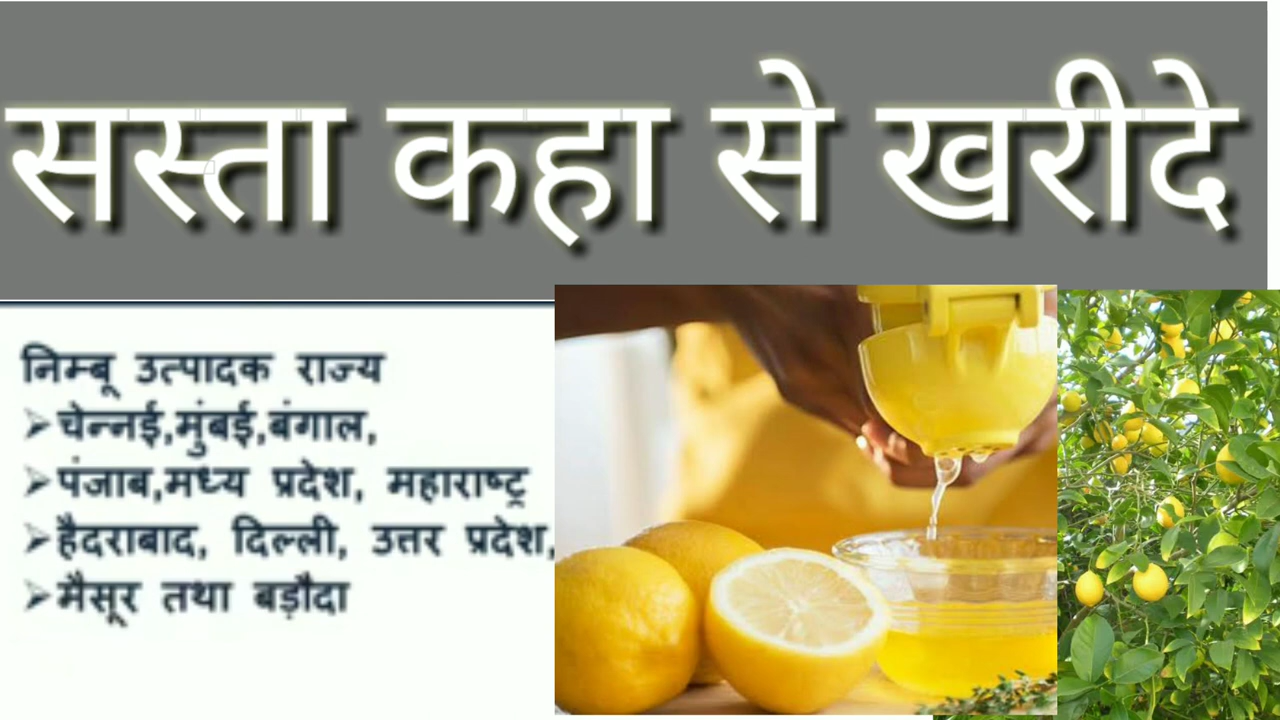 सस्ता कहा से खरीदे
निम्बू उत्पादक राज्य
➢चेन्नई,मुंबई,बंगाल,
➢पंजाब,मध्य प्रदेश, महाराष्ट्र
➢हैदराबाद, दिल्ली, उत्तर प्रदेश,
➢मैसूर तथा बड़ौदा